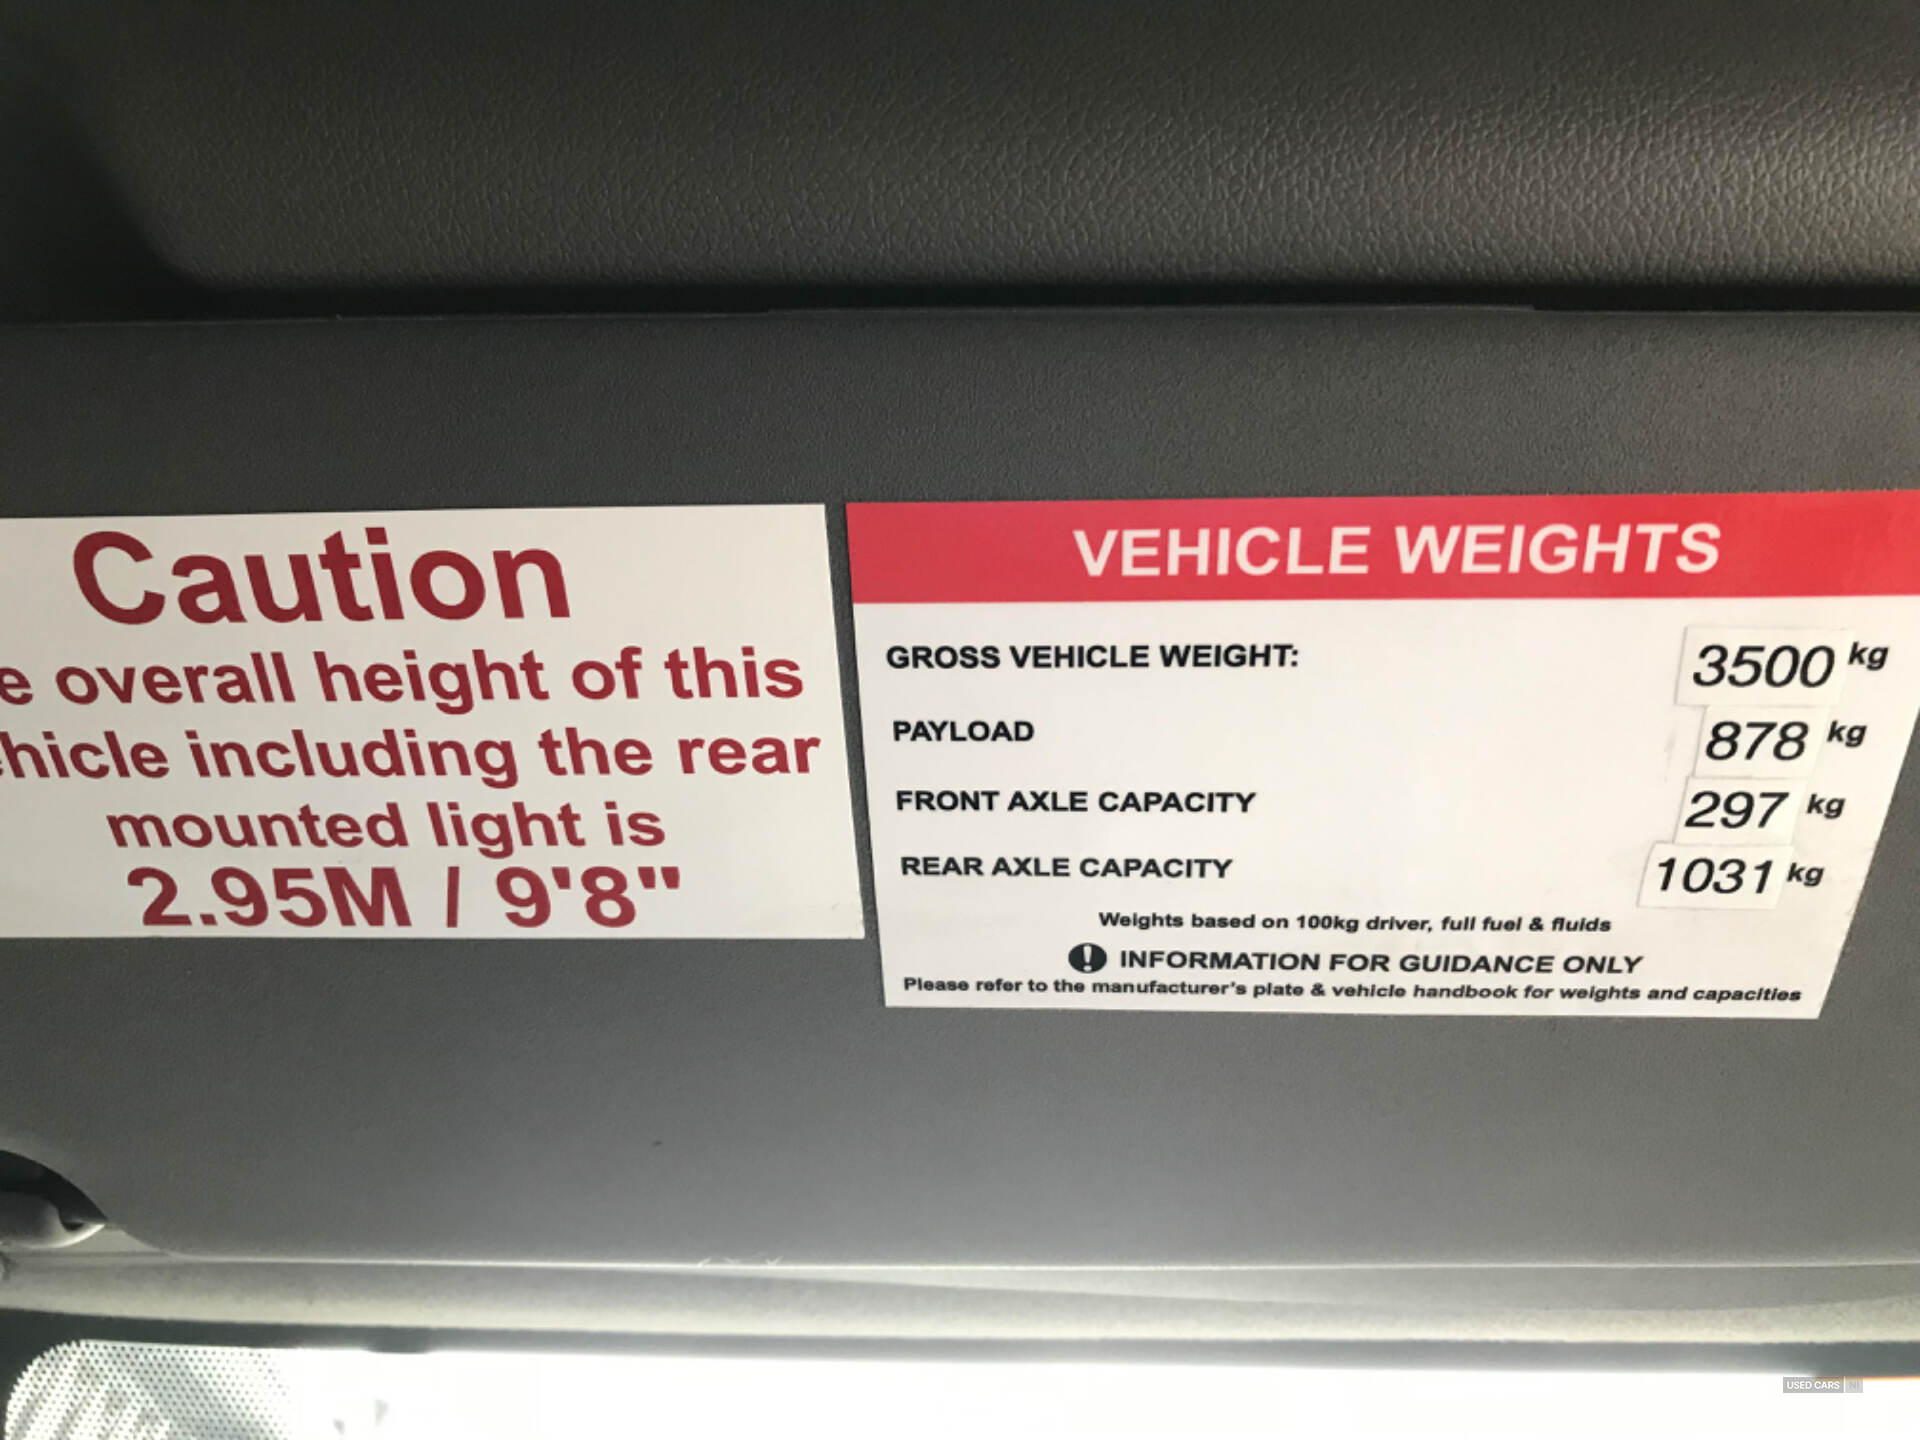 Caution
e overall height of this
hicle including the rear
mounted light is
2.95M / 9'8"
VEHICLE WEIGHTS
GROSS VEHICLE WEIGHT: 3500 kg
PAYLOAD 878 kg
FRONT AXLE CAPACITY 297 kg
REAR AXLE CAPACITY 1031 kg
Weights based on 100kg driver, full fuel & fluids
! INFORMATION FOR GUIDANCE ONLY
Please refer to the manufacturer's plate & vehicle handbook for weights and capacities
USED CARS NI